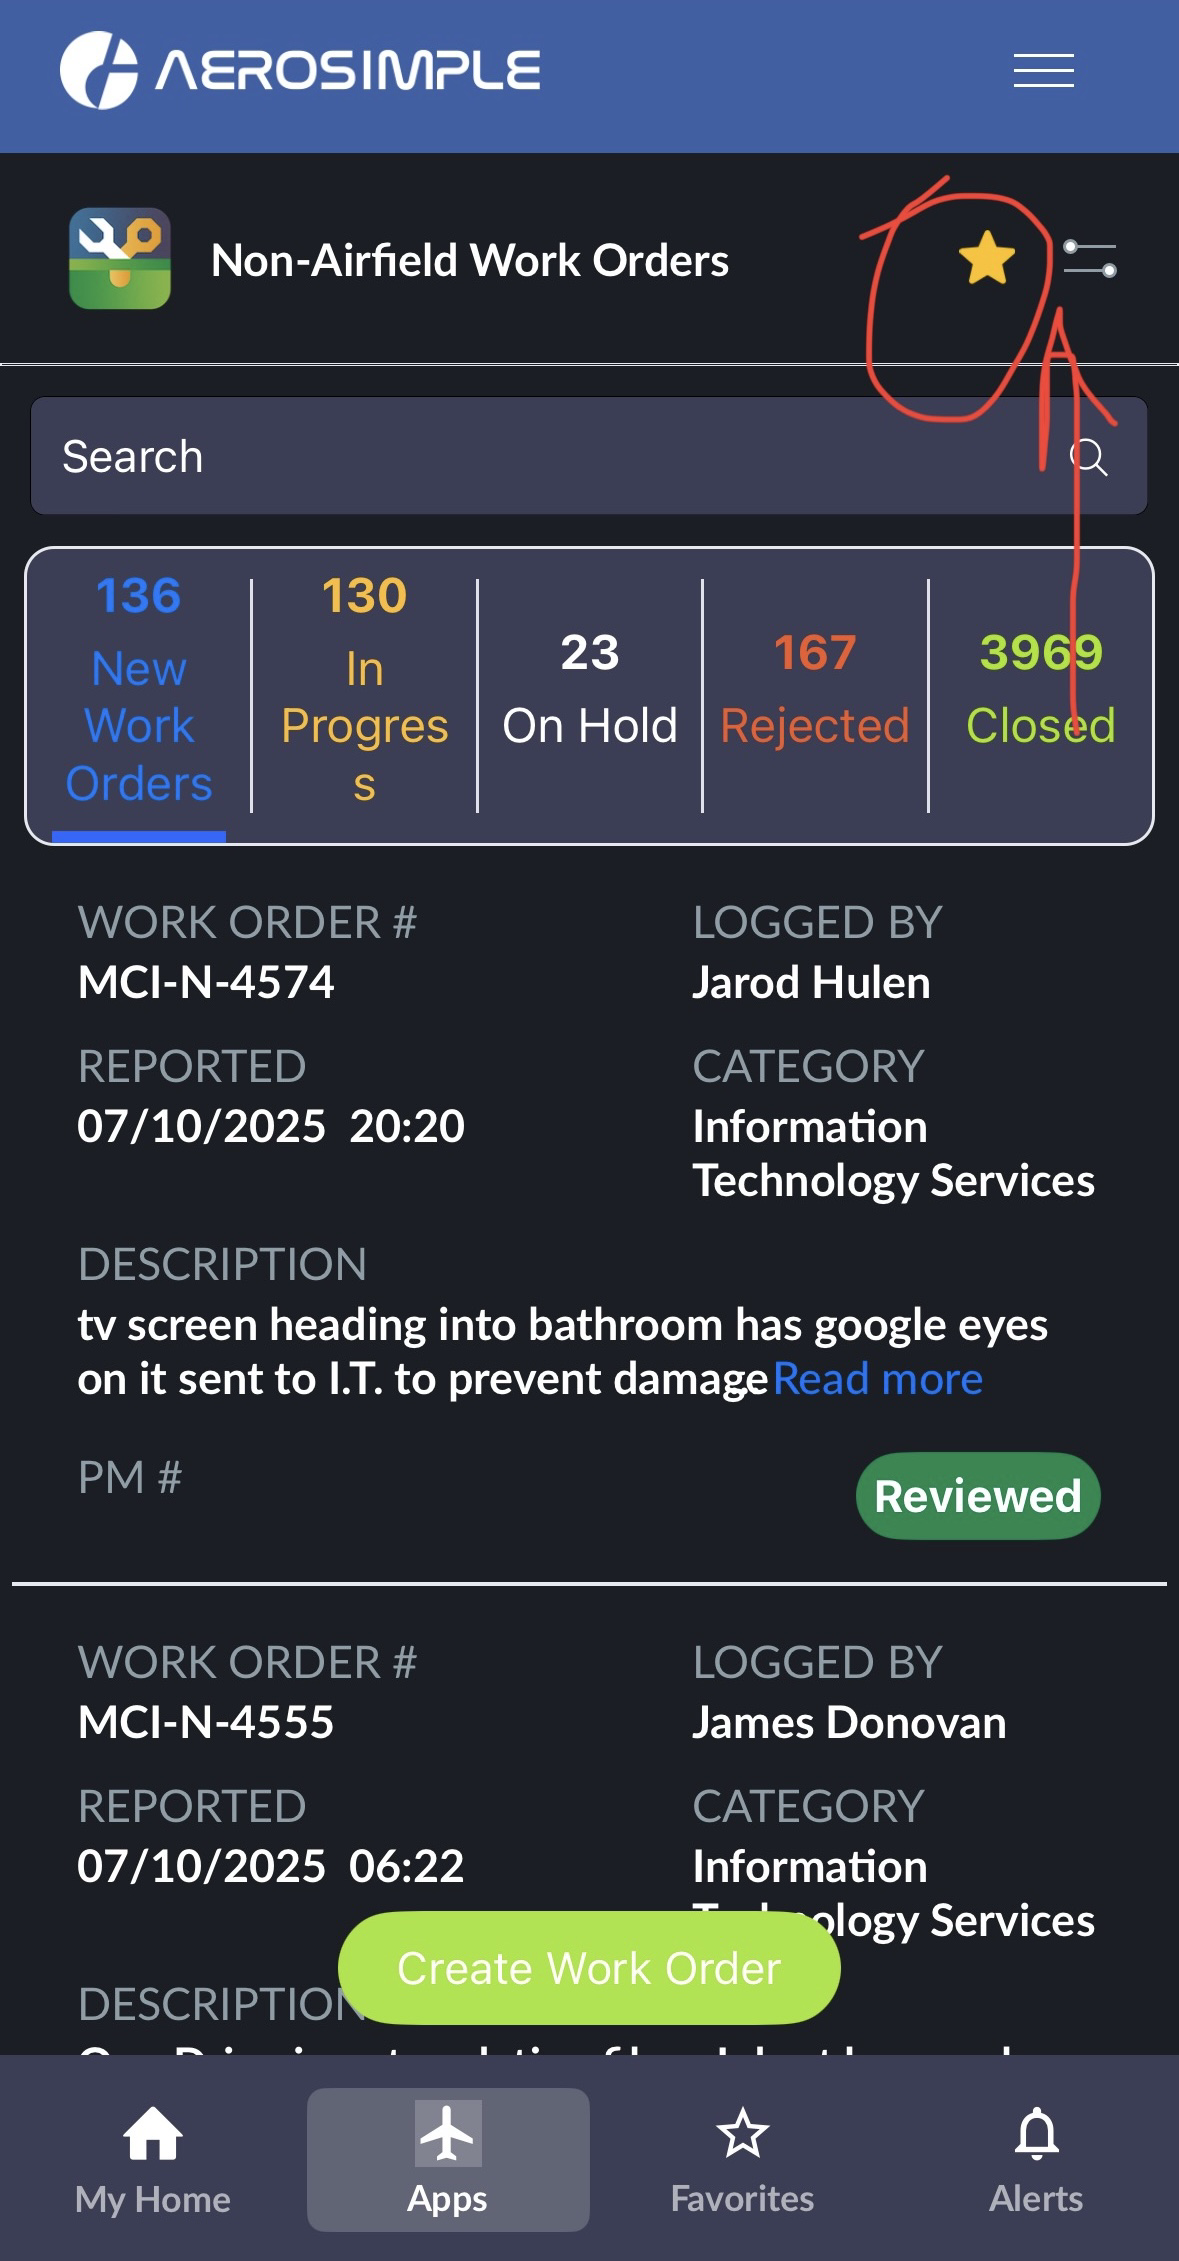 AEROSIMPLE
Non-Airfield Work Orders
Search
136 130 23 167 3969
New Work Orders In Progress On Hold Rejected Closed
WORK ORDER # LOGGED BY
MCI-N-4574 Jarod Hulen
REPORTED CATEGORY
07/10/2025 20:20 Information
Technology Services
DESCRIPTION
tv screen heading into bathroom has google eyes
on it sent to I.T. to prevent damage Read more
PM # Reviewed
WORK ORDER # LOGGED BY
MCI-N-4555 James Donovan
REPORTED CATEGORY
07/10/2025 06:22 Information
Technology Services
Create Work Order
DESCRIPTION
My Home Apps Favorites Alerts